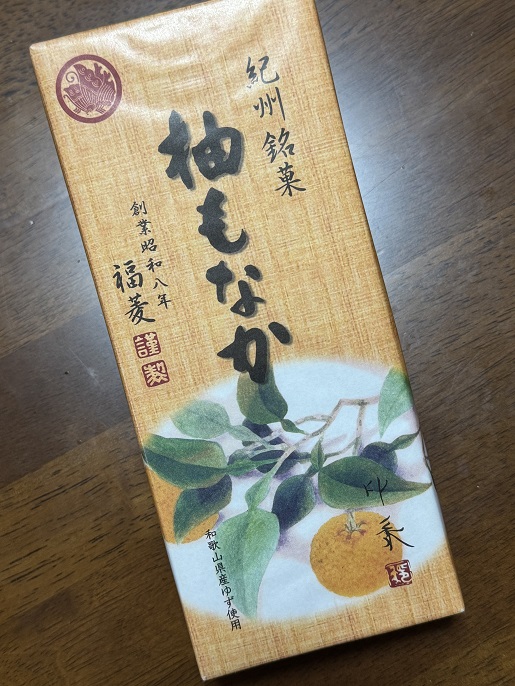 紀州銘菓
柚もなか
創業昭和八年
福菱
謹製
和歌山県産ゆず使用